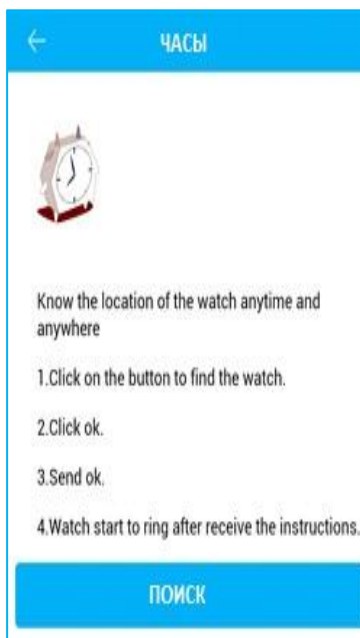 ЧАСЫ
Know the location of the watch anytime and
anywhere
1.Click on the button to find the watch.
2.Click ok.
3.Send ok.
4.Watch start to ring after receive the instructions.
ПОИСК